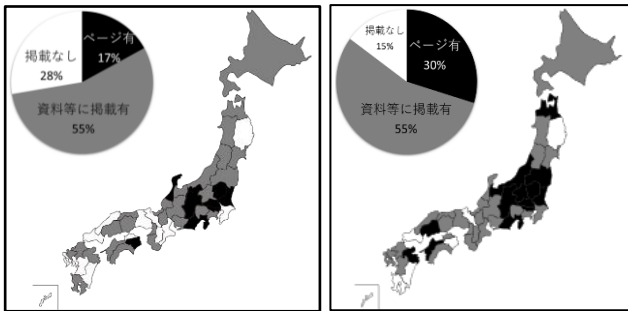 掲載なし
28%
ページ有
17%
資料等に掲載有
55%
掲載なし
15%
ページ有
30%
資料等に掲載有
55%